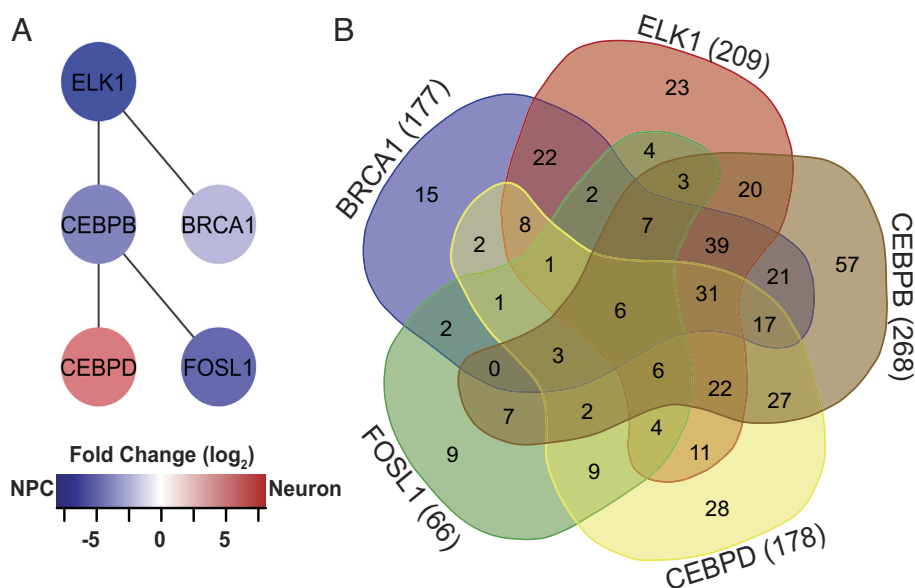 A
ELK1
CEBPB
BRCA1
CEBPD
FOSL1
Fold Change (log2)
NPC
Neuron
-5 0 5
B
ELK1 (209)
BRCA1 (177)
CEBPB (268)
FOSL1 (66)
CEBPD (178)
23
4
22
3
20
2
15
7
8
39
2
57
1
21
31
1
6
17
2
3
0
6
22
27
7
2
4
9
11
9
28